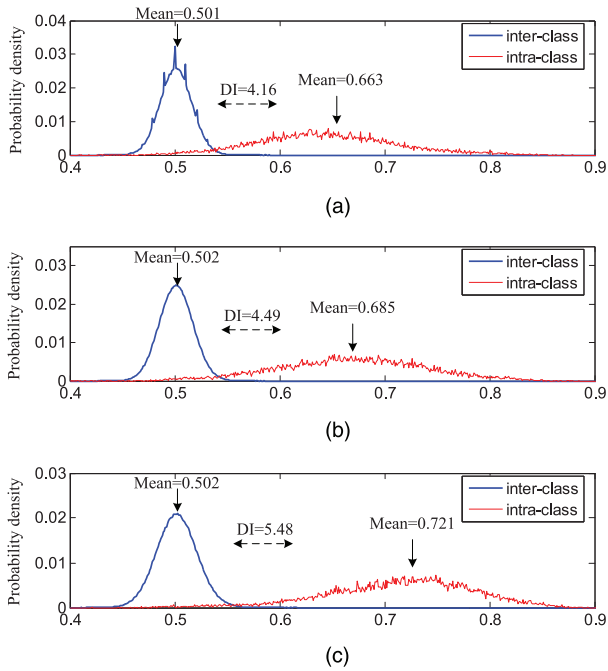 Mean=0.501
0.04
0.03
0.02
0.01
0
Probability density
DI=4.16
Mean=0.663
inter-class
intra-class
0.4 0.5 0.6 0.7 0.8 0.9
(a)
Mean=0.502
0.03
0.02
0.01
0
Probability density
DI=4.49
Mean=0.685
inter-class
intra-class
0.4 0.5 0.6 0.7 0.8 0.9
(b)
Mean=0.502
0.03
0.02
0.01
0
Probability density
DI=5.48
Mean=0.721
inter-class
intra-class
0.4 0.5 0.6 0.7 0.8 0.9
(c)